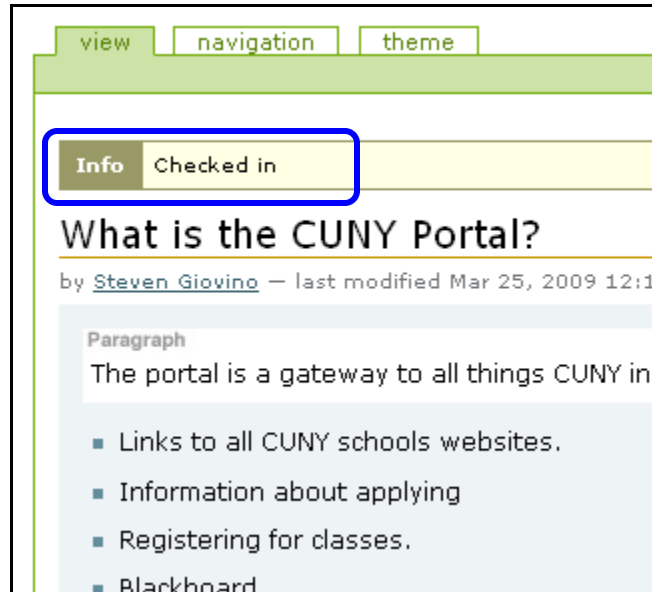 view navigation theme
Info Checked in
What is the CUNY Portal?
by Steven Giovino — last modified Mar 25, 2009 12:1
Paragraph
The portal is a gateway to all things CUNY in
Links to all CUNY schools websites.
Information about applying
Registering for classes.
Blackboard